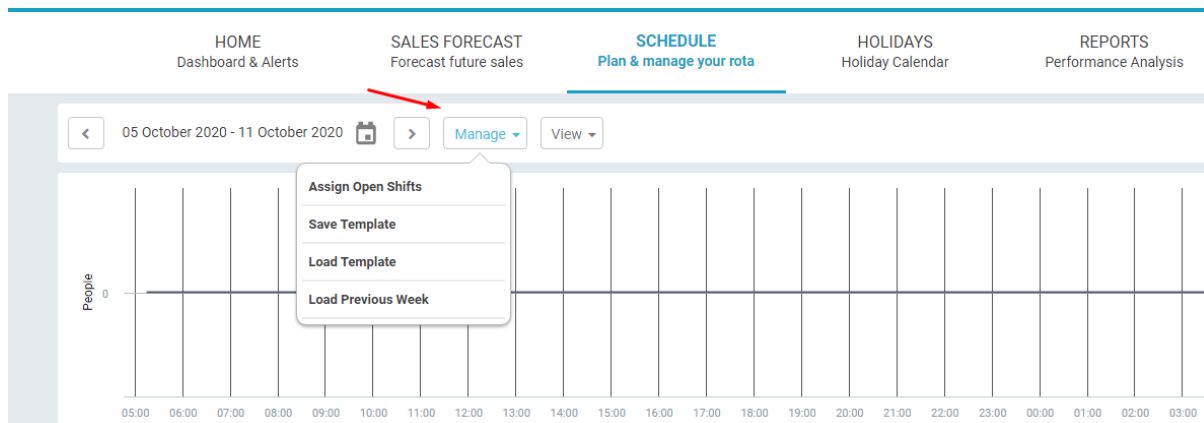 HOME
Dashboard & Alerts
SALES FORECAST
Forecast future sales
SCHEDULE
Plan & manage your rota
HOLIDAYS
Holiday Calendar
REPORTS
Performance Analysis
05 October 2020 - 11 October 2020
Manage
View
Assign Open Shifts
Save Template
Load Template
Load Previous Week
People
0
05:00 06:00 07:00 08:00 09:00 10:00 11:00 12:00 13:00 14:00 15:00 16:00 17:00 18:00 19:00 20:00 21:00 22:00 23:00 00:00 01:00 02:00 03:00